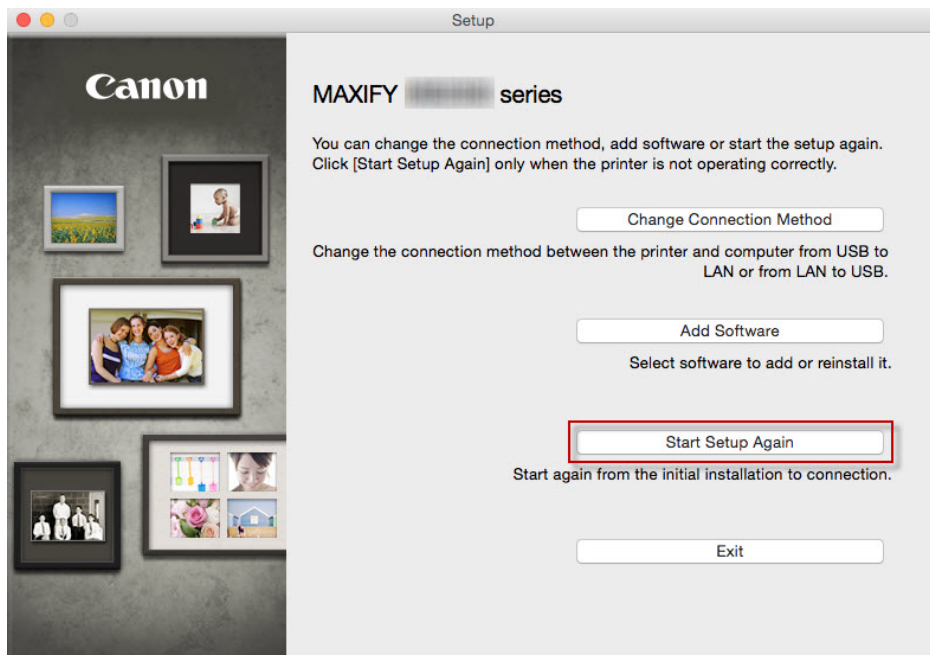 Setup
Canon
MAXIFY series
You can change the connection method, add software or start the setup again.
Click [Start Setup Again] only when the printer is not operating correctly.
Change Connection Method
Change the connection method between the printer and computer from USB to
LAN or from LAN to USB.
Add Software
Select software to add or reinstall it.
Start Setup Again
Start again from the initial installation to connection.
Exit